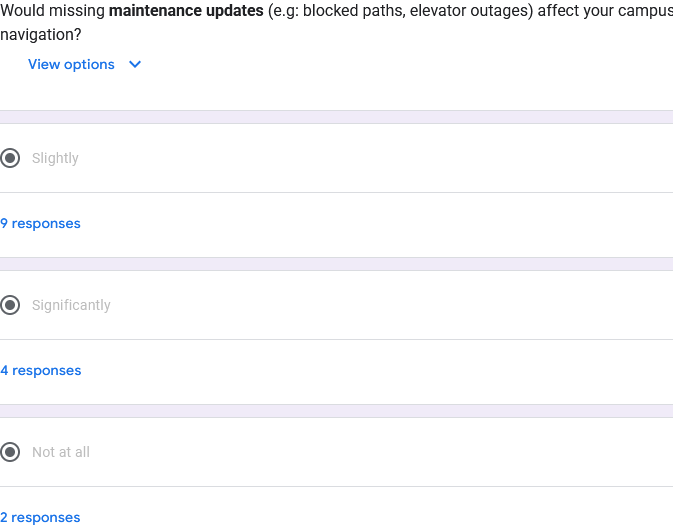 Would missing maintenance updates (e.g: blocked paths, elevator outages) affect your campus
navigation?
View options
Slightly
9 responses
Significantly
4 responses
Not at all
2 responses